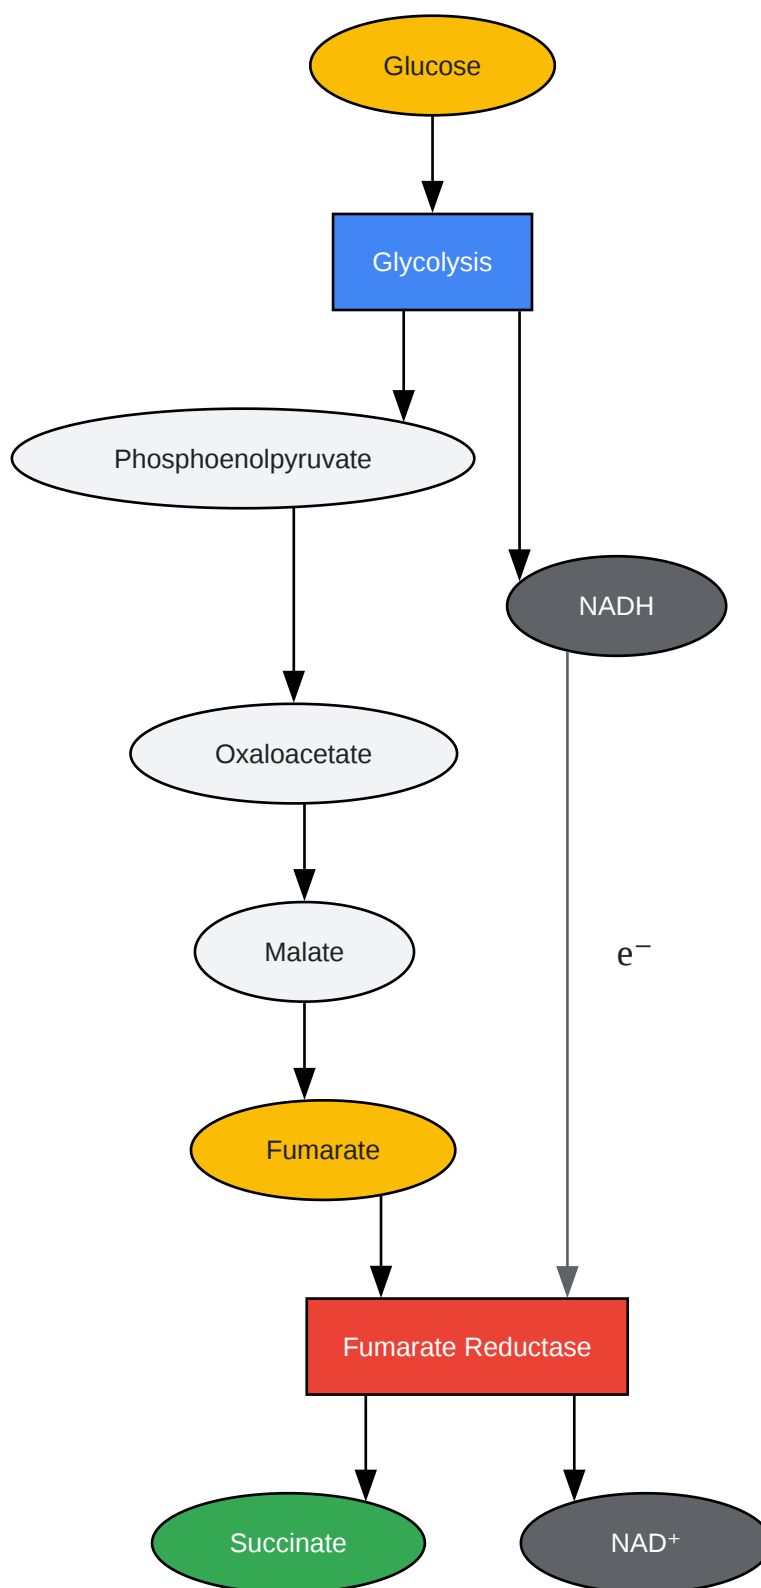 Glucose
Glycolysis
Phosphoenolpyruvate
NADH
Oxaloacetate
Malate
e⁻
Fumarate
Fumarate Reductase
Succinate
NAD⁺